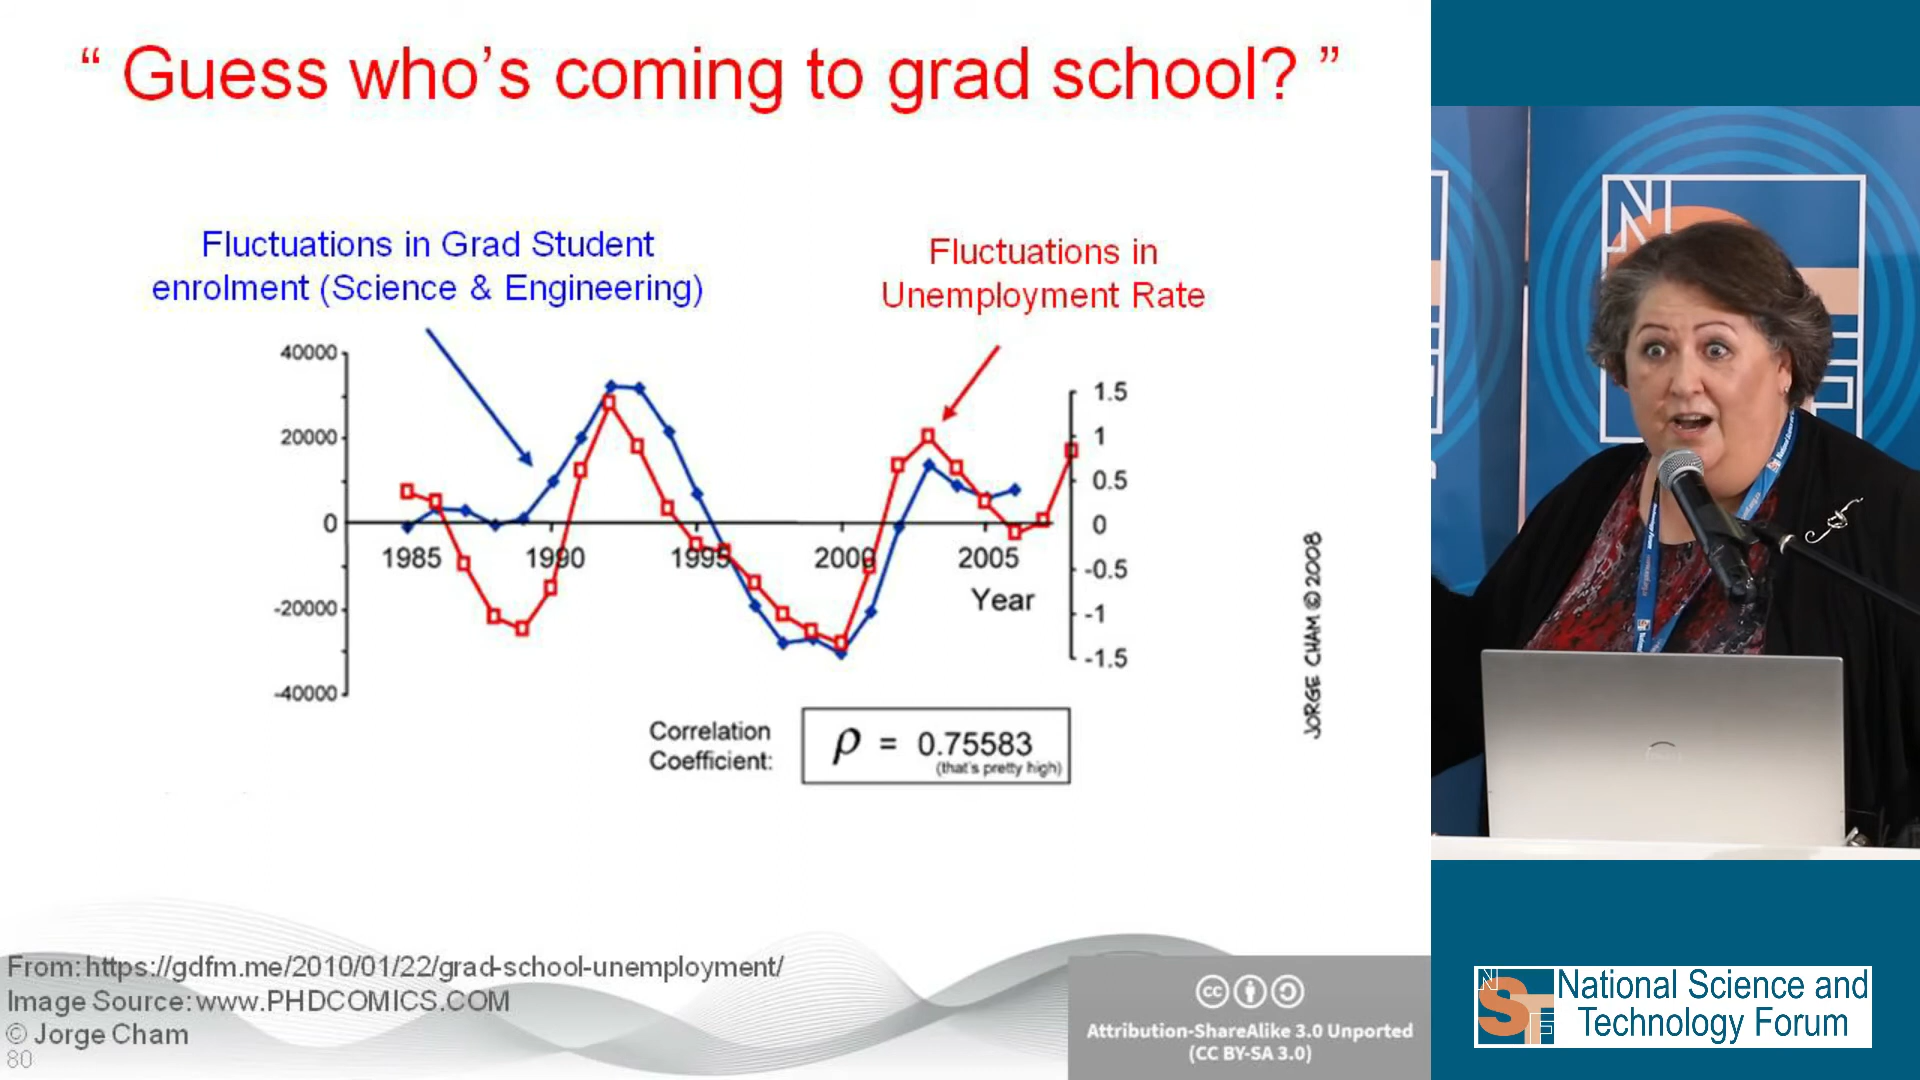 “ Guess who’s coming to grad school? ”
Fluctuations in Grad Student
enrolment (Science & Engineering)
Fluctuations in
Unemployment Rate
40000
20000
0
-20000
-40000
1985
1990
1995
2000
2005
Year
1.5
1
0.5
0
-0.5
-1
-1.5
JORGE CHAM © 2008
Correlation
Coefficient:
ρ = 0.75583
(that's pretty high)
From: https://gdfm.me/2010/01/22/grad-school-unemployment/
Image Source: www.PHDCOMICS.COM
© Jorge Cham
80
cc
Attribution-ShareAlike 3.0 Unported
(CC BY-SA 3.0)
NSTF
National Science and
Technology Forum